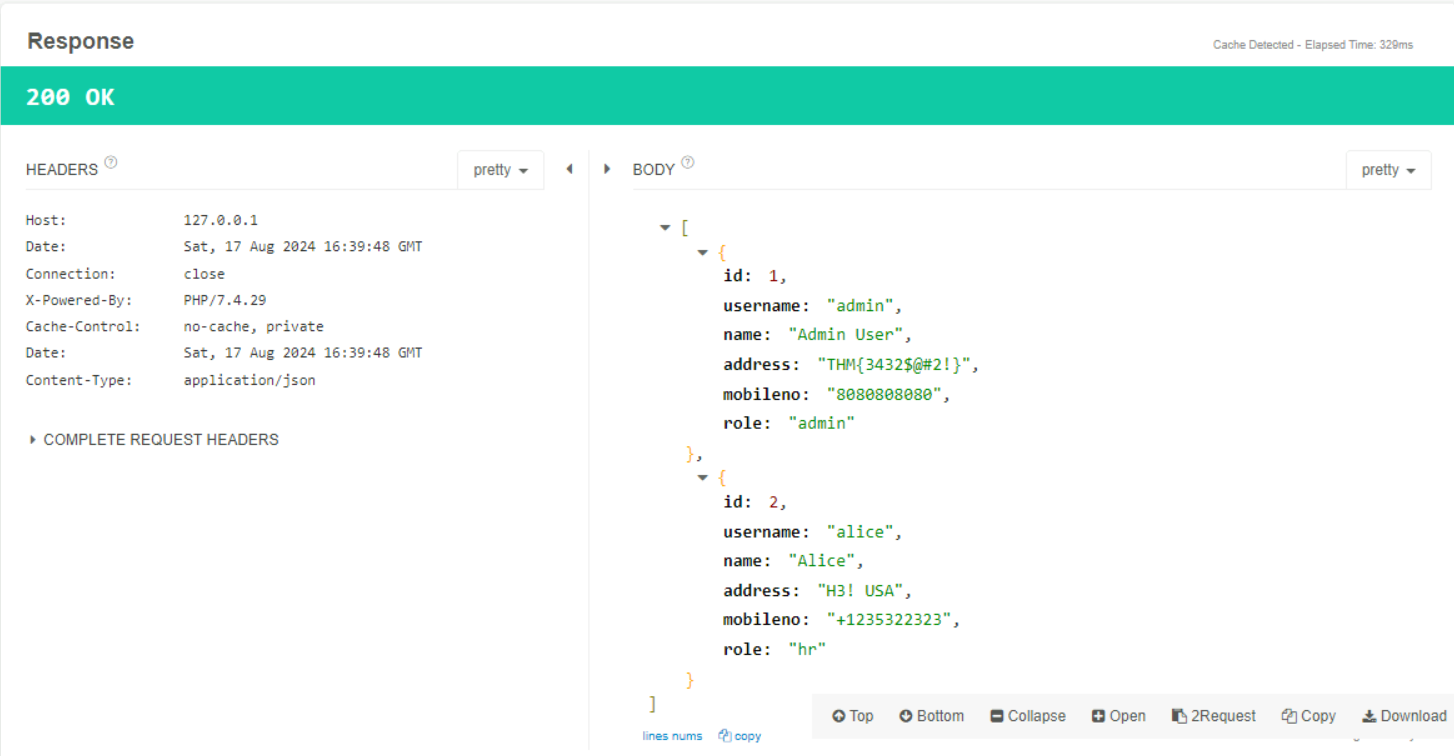 Response
Cache Detected - Elapsed Time: 329ms
200 OK
HEADERS ?
pretty
Host: 127.0.0.1
Date: Sat, 17 Aug 2024 16:39:48 GMT
Connection: close
X-Powered-By: PHP/7.4.29
Cache-Control: no-cache, private
Date: Sat, 17 Aug 2024 16:39:48 GMT
Content-Type: application/json
COMPLETE REQUEST HEADERS
BODY ?
pretty
[
{
id: 1,
username: "admin",
name: "Admin User",
address: "THM{3432$@#2!}",
mobileno: "8080808080",
role: "admin"
},
{
id: 2,
username: "alice",
name: "Alice",
address: "H3! USA",
mobileno: "+1235322323",
role: "hr"
}
]
lines nums copy
Top Bottom Collapse Open 2Request Copy Download